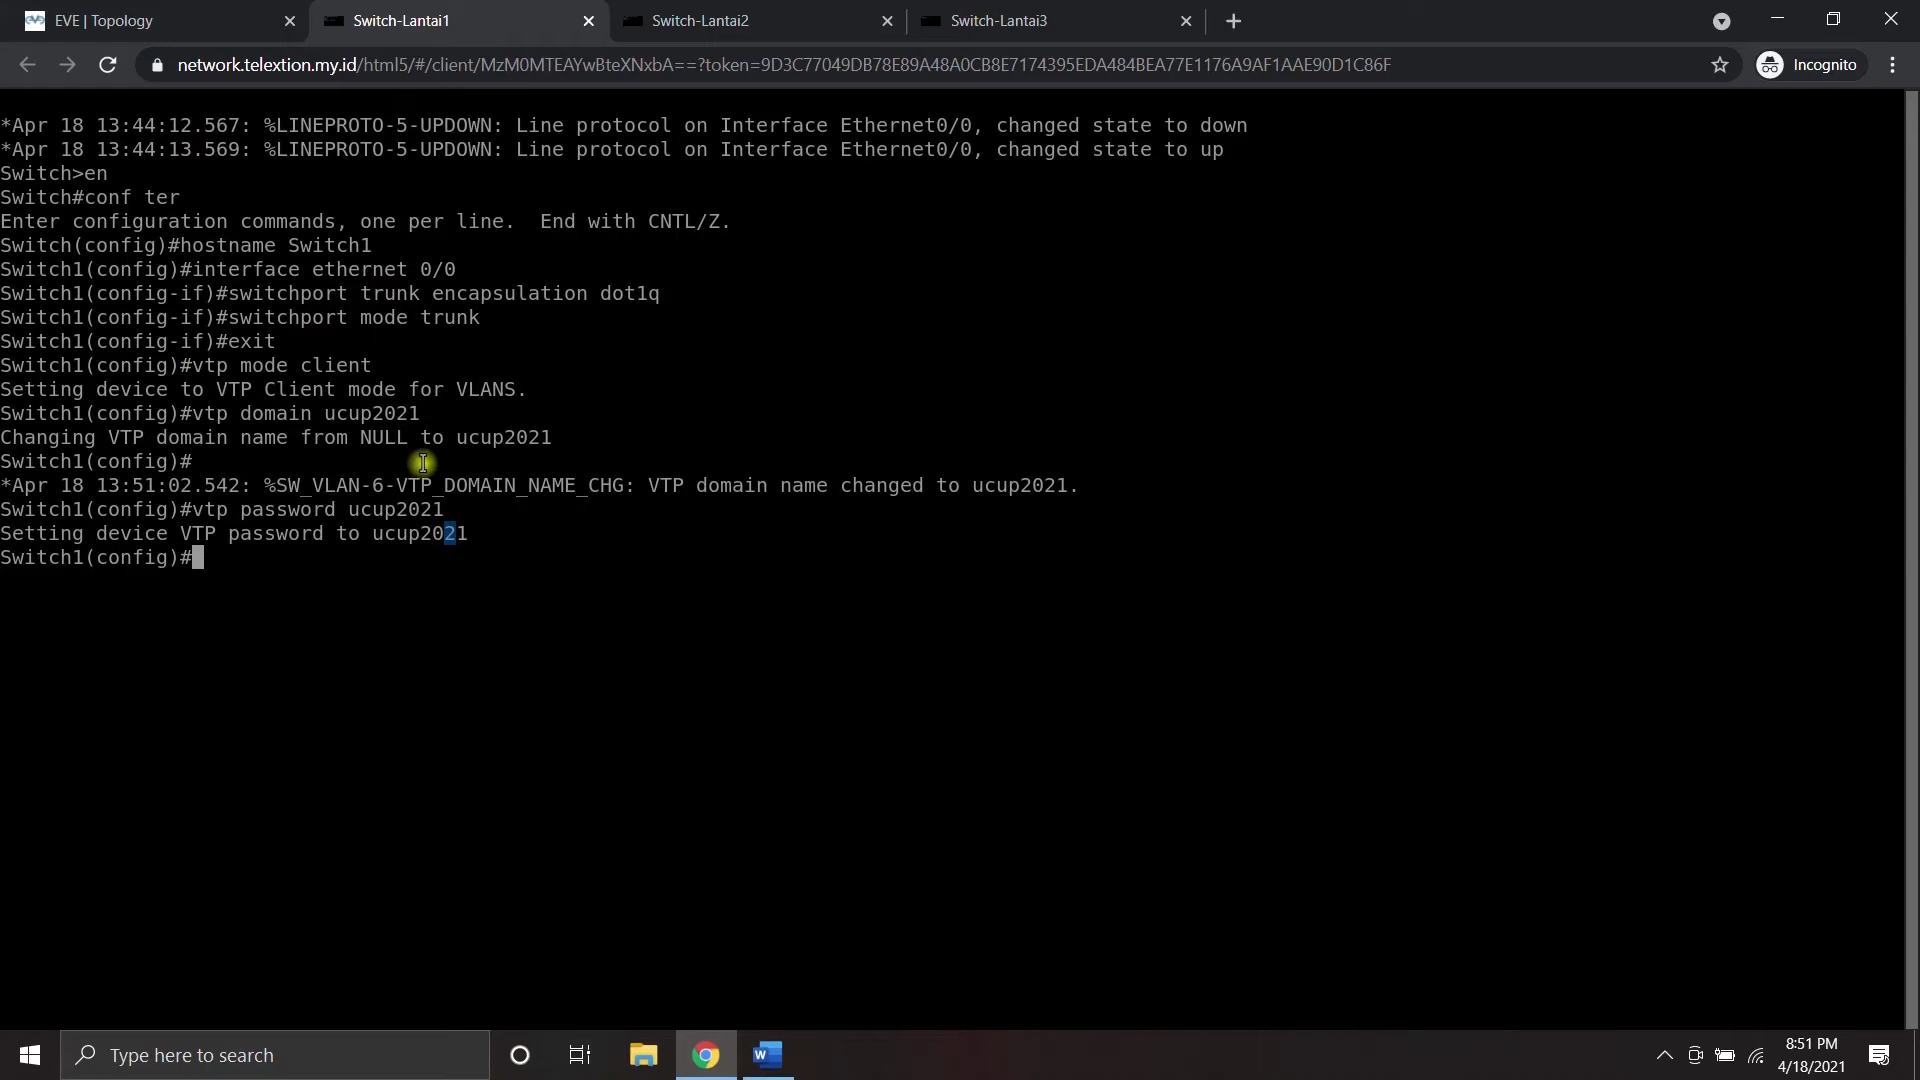 EVE | Topology
Switch-Lantai1
Switch-Lantai2
Switch-Lantai3
network.telextion.my.id/html5/#/client/MzM0MTEAYwBteXNxbA==?token=9D3C77049DB78E89A48A0CB8E7174395EDA484BEA77E1176A9AF1AAE90D1C86F
Incognito
*Apr 18 13:44:12.567: %LINEPROTO-5-UPDOWN: Line protocol on Interface Ethernet0/0, changed state to down
*Apr 18 13:44:13.569: %LINEPROTO-5-UPDOWN: Line protocol on Interface Ethernet0/0, changed state to up
Switch>en
Switch#conf ter
Enter configuration commands, one per line.  End with CNTL/Z.
Switch(config)#hostname Switch1
Switch1(config)#interface ethernet 0/0
Switch1(config-if)#switchport trunk encapsulation dot1q
Switch1(config-if)#switchport mode trunk
Switch1(config-if)#exit
Switch1(config)#vtp mode client
Setting device to VTP Client mode for VLANS.
Switch1(config)#vtp domain ucup2021
Changing VTP domain name from NULL to ucup2021
Switch1(config)#
*Apr 18 13:51:02.542: %SW_VLAN-6-VTP_DOMAIN_NAME_CHG: VTP domain name changed to ucup2021.
Switch1(config)#vtp password ucup2021
Setting device VTP password to ucup2021
Switch1(config)#
Type here to search
8:51 PM
4/18/2021